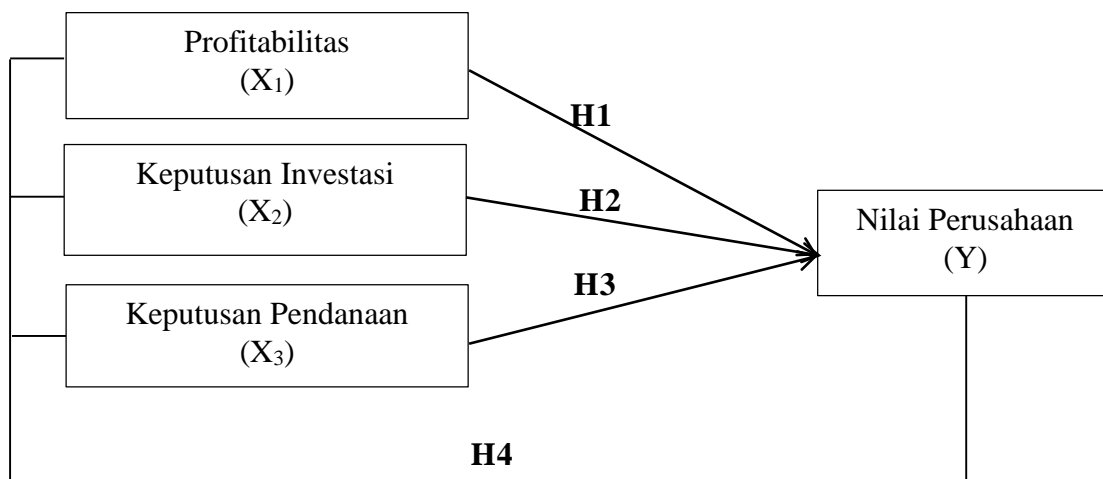 Profitabilitas
(X₁)
H1
Keputusan Investasi
(X₂)
H2
Nilai Perusahaan
(Y)
H3
Keputusan Pendanaan
(X₃)
H4